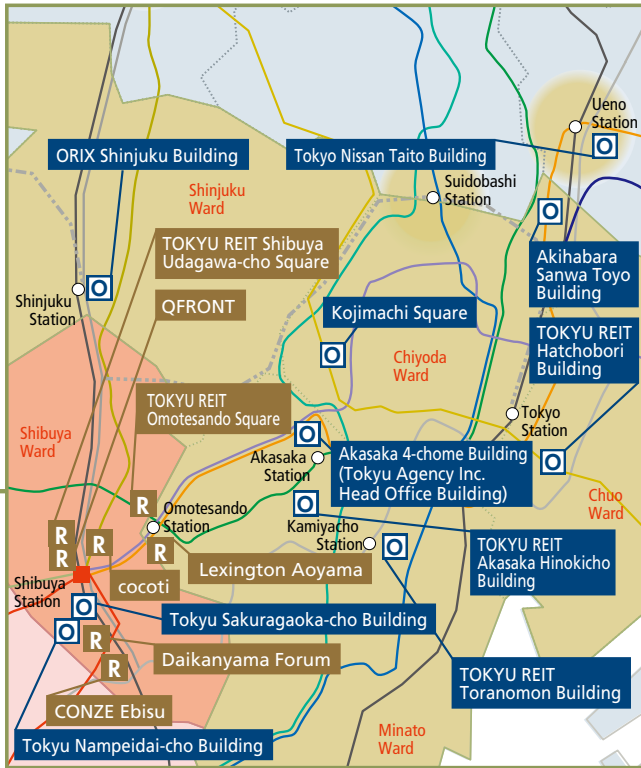 Ueno
Station
ORIX Shinjuku Building
Tokyo Nissan Taito Building
O
Suidobashi
Station
Shinjuku
Ward
O
TOKYU REIT Shibuya
Udagawa-cho Square
Akihabara
Sanwa Toyo
Building
O
Shinjuku
Station
QFRONT
Kojimachi Square
TOKYU REIT
Hatchobori
Building
O
Chiyoda
Ward
TOKYU REIT
Omotesando Square
Tokyo
Station
Shibuya
Ward
O
Akasaka 4-chome Building
(Tokyu Agency Inc.
Head Office Building)
Akasaka
Station
O
Chuo
Ward
R
Omotesando
Station
O
Kamiyacho
Station
O
TOKYU REIT
Akasaka Hinokicho
Building
R
R
R
R
Lexington Aoyama
Shibuya
Station
cocoti
O
Tokyu Sakuragaoka-cho Building
O
R
Daikanyama Forum
R
TOKYU REIT
Toranomon Building
CONZE Ebisu
Minato
Ward
Tokyu Nampeidai-cho Building